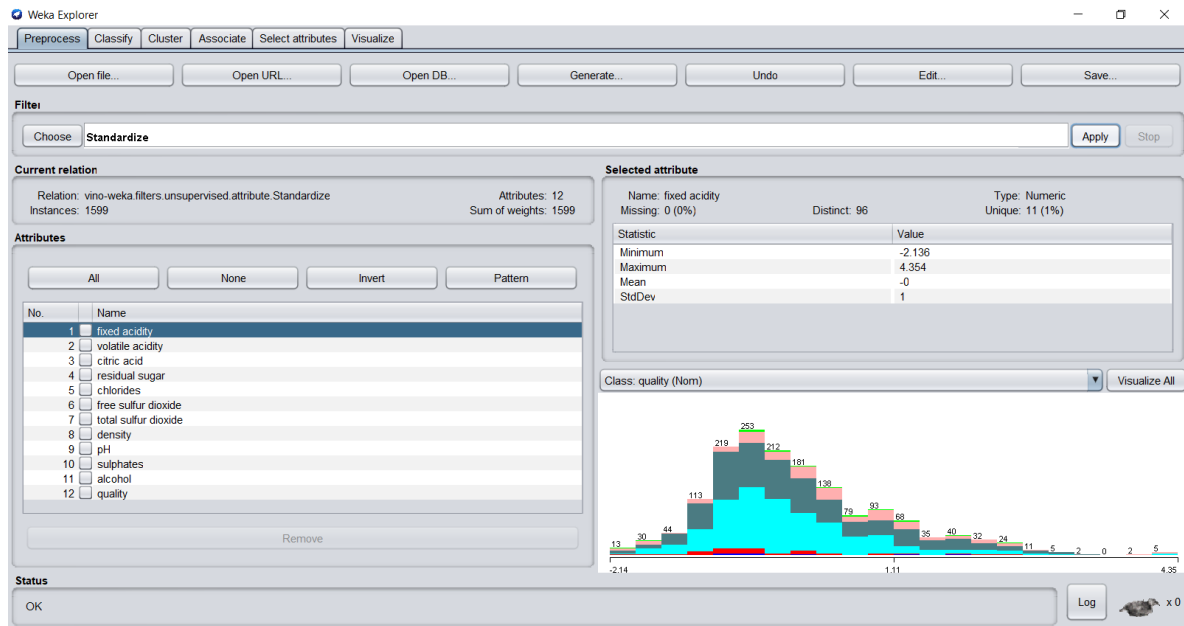 Weka Explorer
Preprocess Classify Cluster Associate Select attributes Visualize
Open file... Open URL... Open DB... Generate... Undo Edit... Save...
Filter
Choose Standardize Apply Stop
Current relation
Relation: vino-weka.filters.unsupervised.attribute.Standardize Attributes: 12
Instances: 1599 Sum of weights: 1599
Attributes
All None Invert Pattern
No. Name
1 fixed acidity
2 volatile acidity
3 citric acid
4 residual sugar
5 chlorides
6 free sulfur dioxide
7 total sulfur dioxide
8 density
9 pH
10 sulphates
11 alcohol
12 quality
Remove
Selected attribute
Name: fixed acidity Type: Numeric
Missing: 0 (0%) Distinct: 96 Unique: 11 (1%)
Statistic Value
Minimum -2.136
Maximum 4.354
Mean -0
StdDev 1
Class: quality (Nom) Visualize All
13 30 44 113 219 253 212 181 138 79 93 68 35 40 32 24 11 5 2 0 2 5
-2.14 1.11 4.35
Status
OK Log x 0